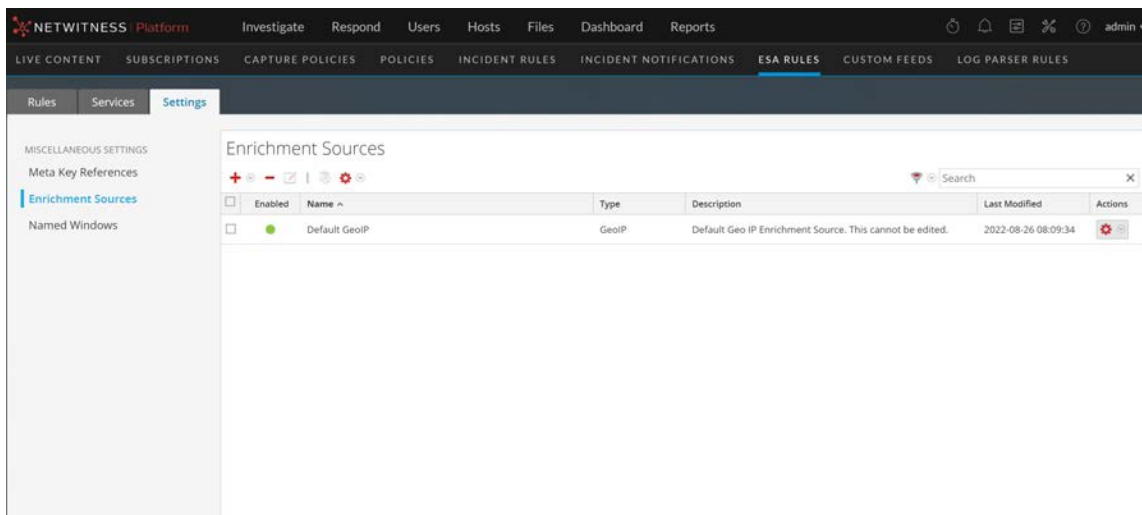 NETWITNESS Platform Investigate Respond Users Hosts Files Dashboard Reports admin
LIVE CONTENT SUBSCRIPTIONS CAPTURE POLICIES POLICIES INCIDENT RULES INCIDENT NOTIFICATIONS ESA RULES CUSTOM FEEDS LOG PARSER RULES
Rules Services Settings
MISCELLANEOUS SETTINGS
Meta Key References
Enrichment Sources
Named Windows
Enrichment Sources
Search
Enabled Name Type Description Last Modified Actions
Default GeoIP GeoIP Default Geo IP Enrichment Source. This cannot be edited. 2022-08-26 08:09:34